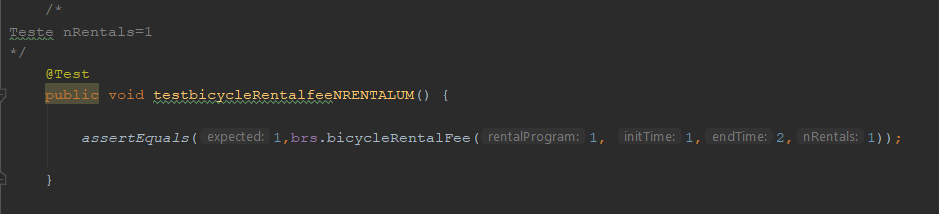 /*
Teste nRentals=1
*/
@Test
public void testbicycleRentalfeeNRENTALUM() {
assertEquals( expected: 1,brs.bicycleRentalFee( rentalProgram: 1, initTime: 1, endTime: 2, nRentals: 1));
}